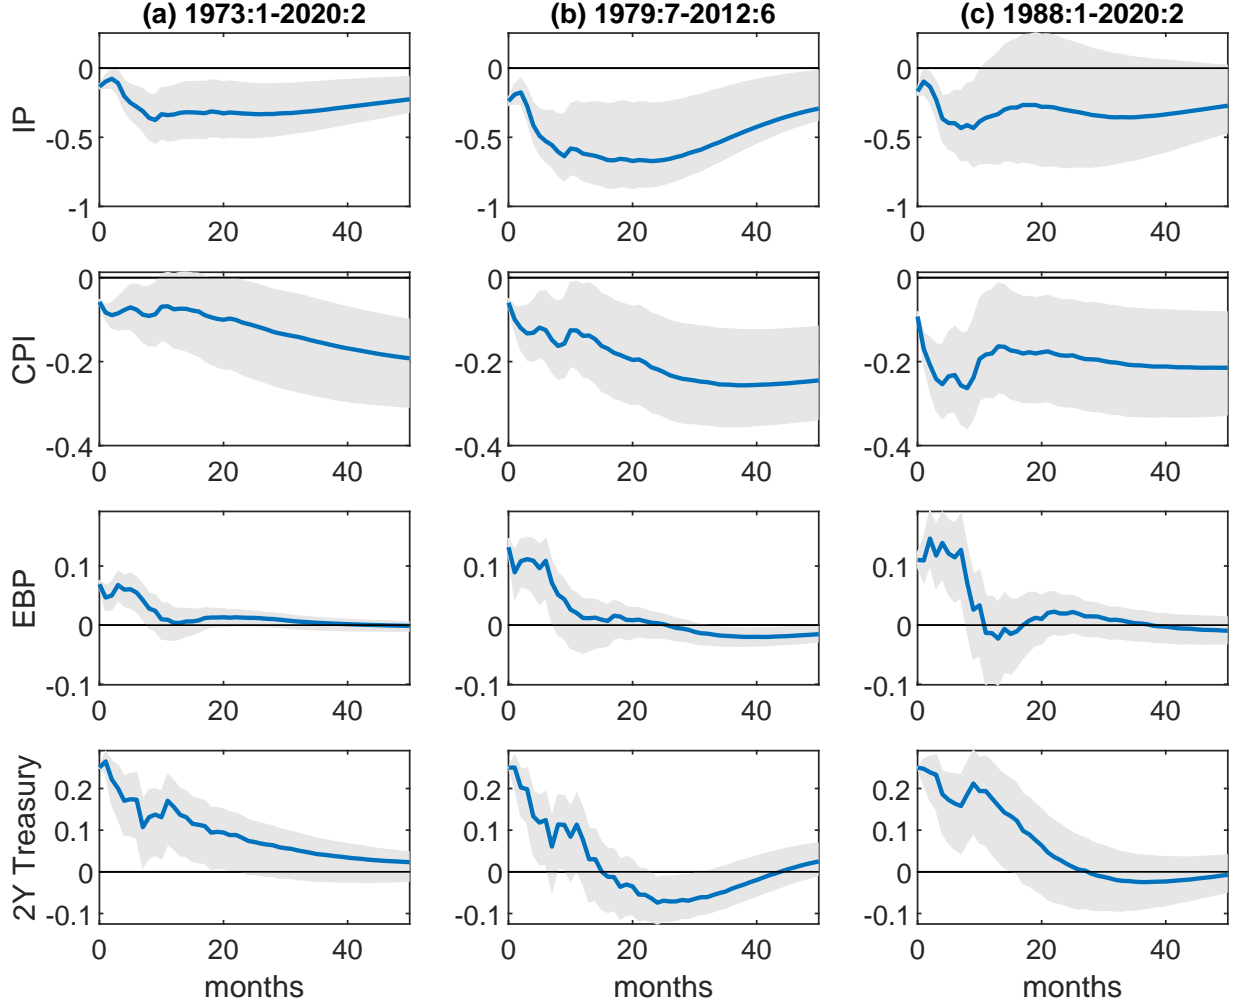 (a) 1973:1-2020:2 (b) 1979:7-2012:6 (c) 1988:1-2020:2
IP
0 0 0
-0.5 -0.5 -0.5
-1 -1 -1
0 20 40 0 20 40 0 20 40
CPI
0 0 0
-0.2 -0.2 -0.2
-0.4 -0.4 -0.4
0 20 40 0 20 40 0 20 40
EBP
0.1 0.1 0.1
0 0 0
-0.1 -0.1 -0.1
0 20 40 0 20 40 0 20 40
2Y Treasury
0.2 0.2 0.2
0.1 0.1 0.1
0 0 0
-0.1 -0.1 -0.1
0 20 40 0 20 40 0 20 40
months months months